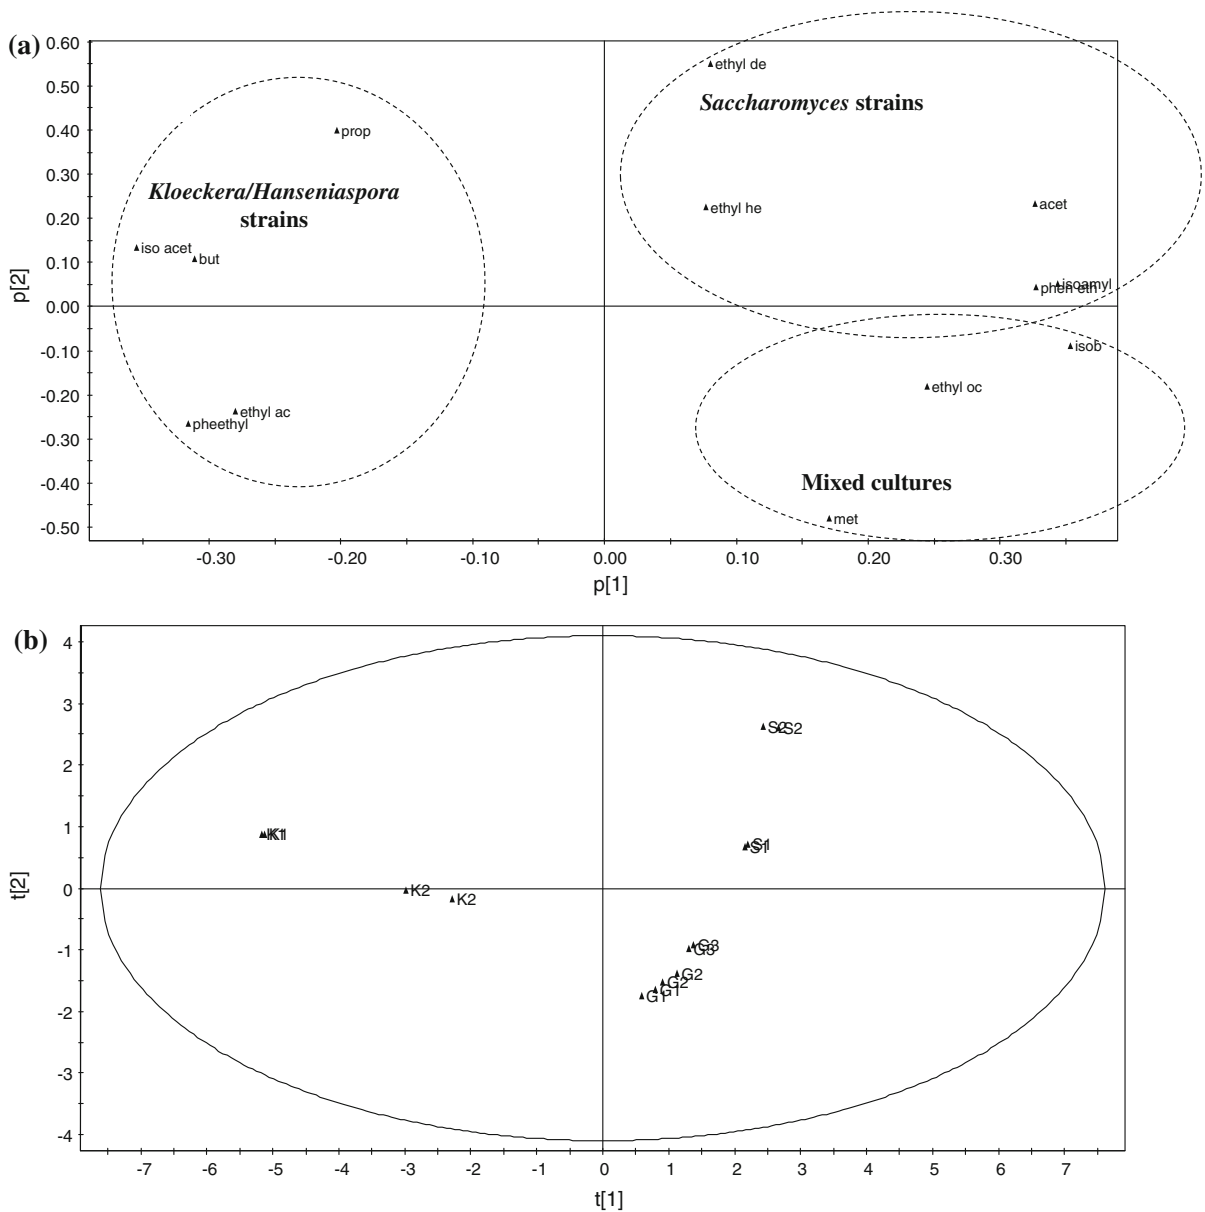 (a)
0.60
0.50
0.40
0.30
0.20
0.10
0.00
-0.10
-0.20
-0.30
-0.40
-0.50
p[2]
ethyl de
Saccharomyces strains
prop
Kloeckera/Hanseniaspora
strains
ethyl he
acet
iso acet
but
isoamyl
phen eth
isob
ethyl oc
ethyl ac
pheethyl
Mixed cultures
met
-0.30 -0.20 -0.10 0.00 0.10 0.20 0.30
p[1]
(b)
4
3
2
1
0
-1
-2
-3
-4
t[2]
S2 S2
K1 K1
S1 S1
K2
K2
G3
G3
G2
G2
G1
G1
-7 -6 -5 -4 -3 -2 -1 0 1 2 3 4 5 6 7
t[1]